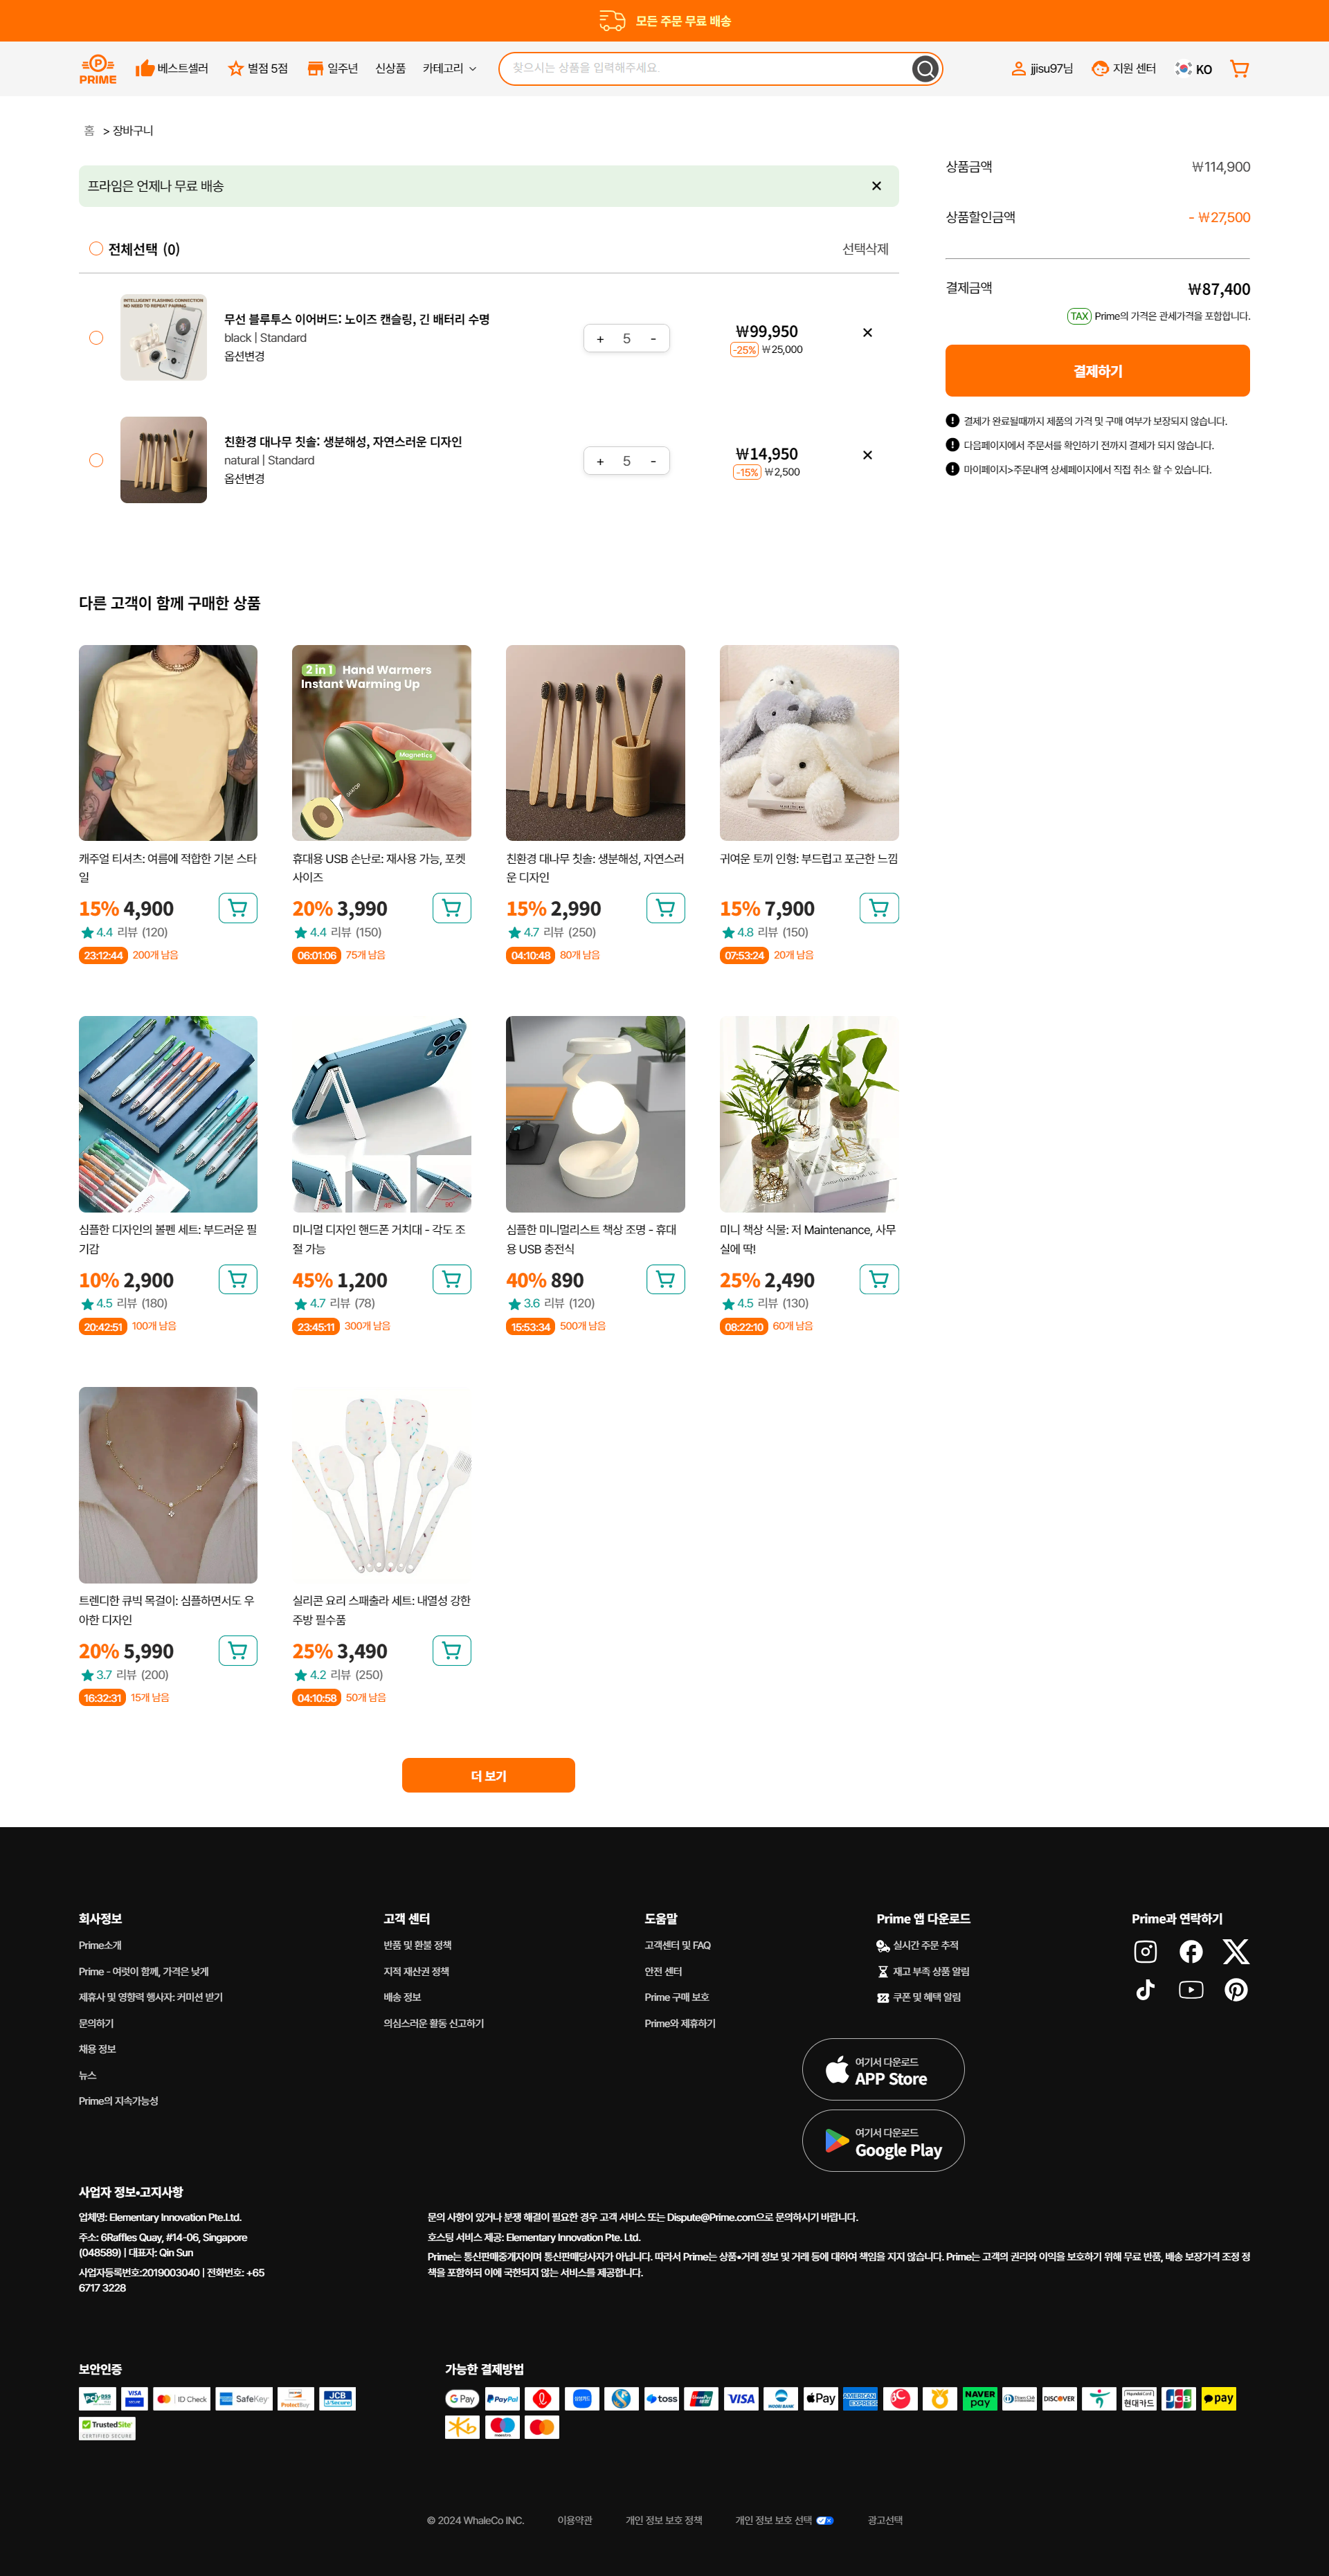 모든 주문 무료 배송
PRIME
베스트셀러
별점 5점
일주년
신상품
카테고리
찾으시는 상품을 입력해주세요.
jjisu97님
지원 센터
KO
홈 > 장바구니
프라임은 언제나 무료 배송
전체선택 (0)
선택삭제
INTELLIGENT FLASHING CONNECTION
NO NEED TO REPEAT PAIRING
무선 블루투스 이어버드: 노이즈 캔슬링, 긴 배터리 수명
black | Standard
옵션변경
+ 5 -
₩99,950
-25% ₩25,000
친환경 대나무 칫솔: 생분해성, 자연스러운 디자인
natural | Standard
옵션변경
+ 5 -
₩14,950
-15% ₩2,500
상품금액
₩114,900
상품할인금액
- ₩27,500
결제금액
₩87,400
TAX Prime의 가격은 관세가격을 포함합니다.
결제하기
결제가 완료될때까지 제품의 가격 및 구매 여부가 보장되지 않습니다.
다음페이지에서 주문서를 확인하기 전까지 결제가 되지 않습니다.
마이페이지>주문내역 상세페이지에서 직접 취소 할 수 있습니다.
다른 고객이 함께 구매한 상품
캐주얼 티셔츠: 여름에 적합한 기본 스타
일
15% 4,900
4.4 리뷰 (120)
23:12:44 200개 남음
2 in 1 Hand Warmers
Instant Warming Up
Magnetics
휴대용 USB 손난로: 재사용 가능, 포켓
사이즈
20% 3,990
4.4 리뷰 (150)
06:01:06 75개 남음
친환경 대나무 칫솔: 생분해성, 자연스러
운 디자인
15% 2,990
4.7 리뷰 (250)
04:10:48 80개 남음
귀여운 토끼 인형: 부드럽고 포근한 느낌
15% 7,900
4.8 리뷰 (150)
07:53:24 20개 남음
심플한 디자인의 볼펜 세트: 부드러운 필
기감
10% 2,900
4.5 리뷰 (180)
20:42:51 100개 남음
미니멀 디자인 핸드폰 거치대 - 각도 조
절 가능
45% 1,200
4.7 리뷰 (78)
23:45:11 300개 남음
심플한 미니멀리스트 책상 조명 - 휴대
용 USB 충전식
40% 890
3.6 리뷰 (120)
15:53:34 500개 남음
미니 책상 식물: 저 Maintenance, 사무
실에 딱!
25% 2,490
4.5 리뷰 (130)
08:22:10 60개 남음
트렌디한 큐빅 목걸이: 심플하면서도 우
아한 디자인
20% 5,990
3.7 리뷰 (200)
16:32:31 15개 남음
실리콘 요리 스패출라 세트: 내열성 강한
주방 필수품
25% 3,490
4.2 리뷰 (250)
04:10:58 50개 남음
더 보기
회사정보
Prime소개
Prime - 여럿이 함께, 가격은 낮게
제휴사 및 영향력 행사자: 커미션 받기
문의하기
채용 정보
뉴스
Prime의 지속가능성
고객 센터
반품 및 환불 정책
지적 재산권 정책
배송 정보
의심스러운 활동 신고하기
도움말
고객센터 및 FAQ
안전 센터
Prime 구매 보호
Prime와 제휴하기
Prime 앱 다운로드
실시간 주문 추적
재고 부족 상품 알림
쿠폰 및 혜택 알림
여기서 다운로드
APP Store
여기서 다운로드
Google Play
Prime과 연락하기
사업자 정보•고지사항
업체명: Elementary Innovation Pte.Ltd.
주소: 6Raffles Quay, #14-06, Singapore
(048589) | 대표자: Qin Sun
사업자등록번호:2019003040 | 전화번호: +65
6717 3228
문의 사항이 있거나 분쟁 해결이 필요한 경우 고객 서비스 또는 Dispute@Prime.com으로 문의하시기 바랍니다.
호스팅 서비스 제공: Elementary Innovation Pte. Ltd.
Prime는 통신판매중개자이며 통신판매당사자가 아닙니다. 따라서 Prime는 상품•거래 정보 및 거래 등에 대하여 책임을 지지 않습니다. Prime는 고객의 권리와 이익을 보호하기 위해 무료 반품, 배송 보장가격 조정 정
책을 포함하되 이에 국한되지 않는 서비스를 제공합니다.
보안인증
ID Check
SafeKey
JCB
TrustedSite
CERTIFIED SECURE
가능한 결제방법
G Pay
PayPal
toss
VISA
Pay
AMERICAN EXPRESS
NAVER pay
DISCOVER
현대카드
JCB
pay
© 2024 WhaleCo INC.
이용약관
개인 정보 보호 정책
개인 정보 보호 선택
광고선택